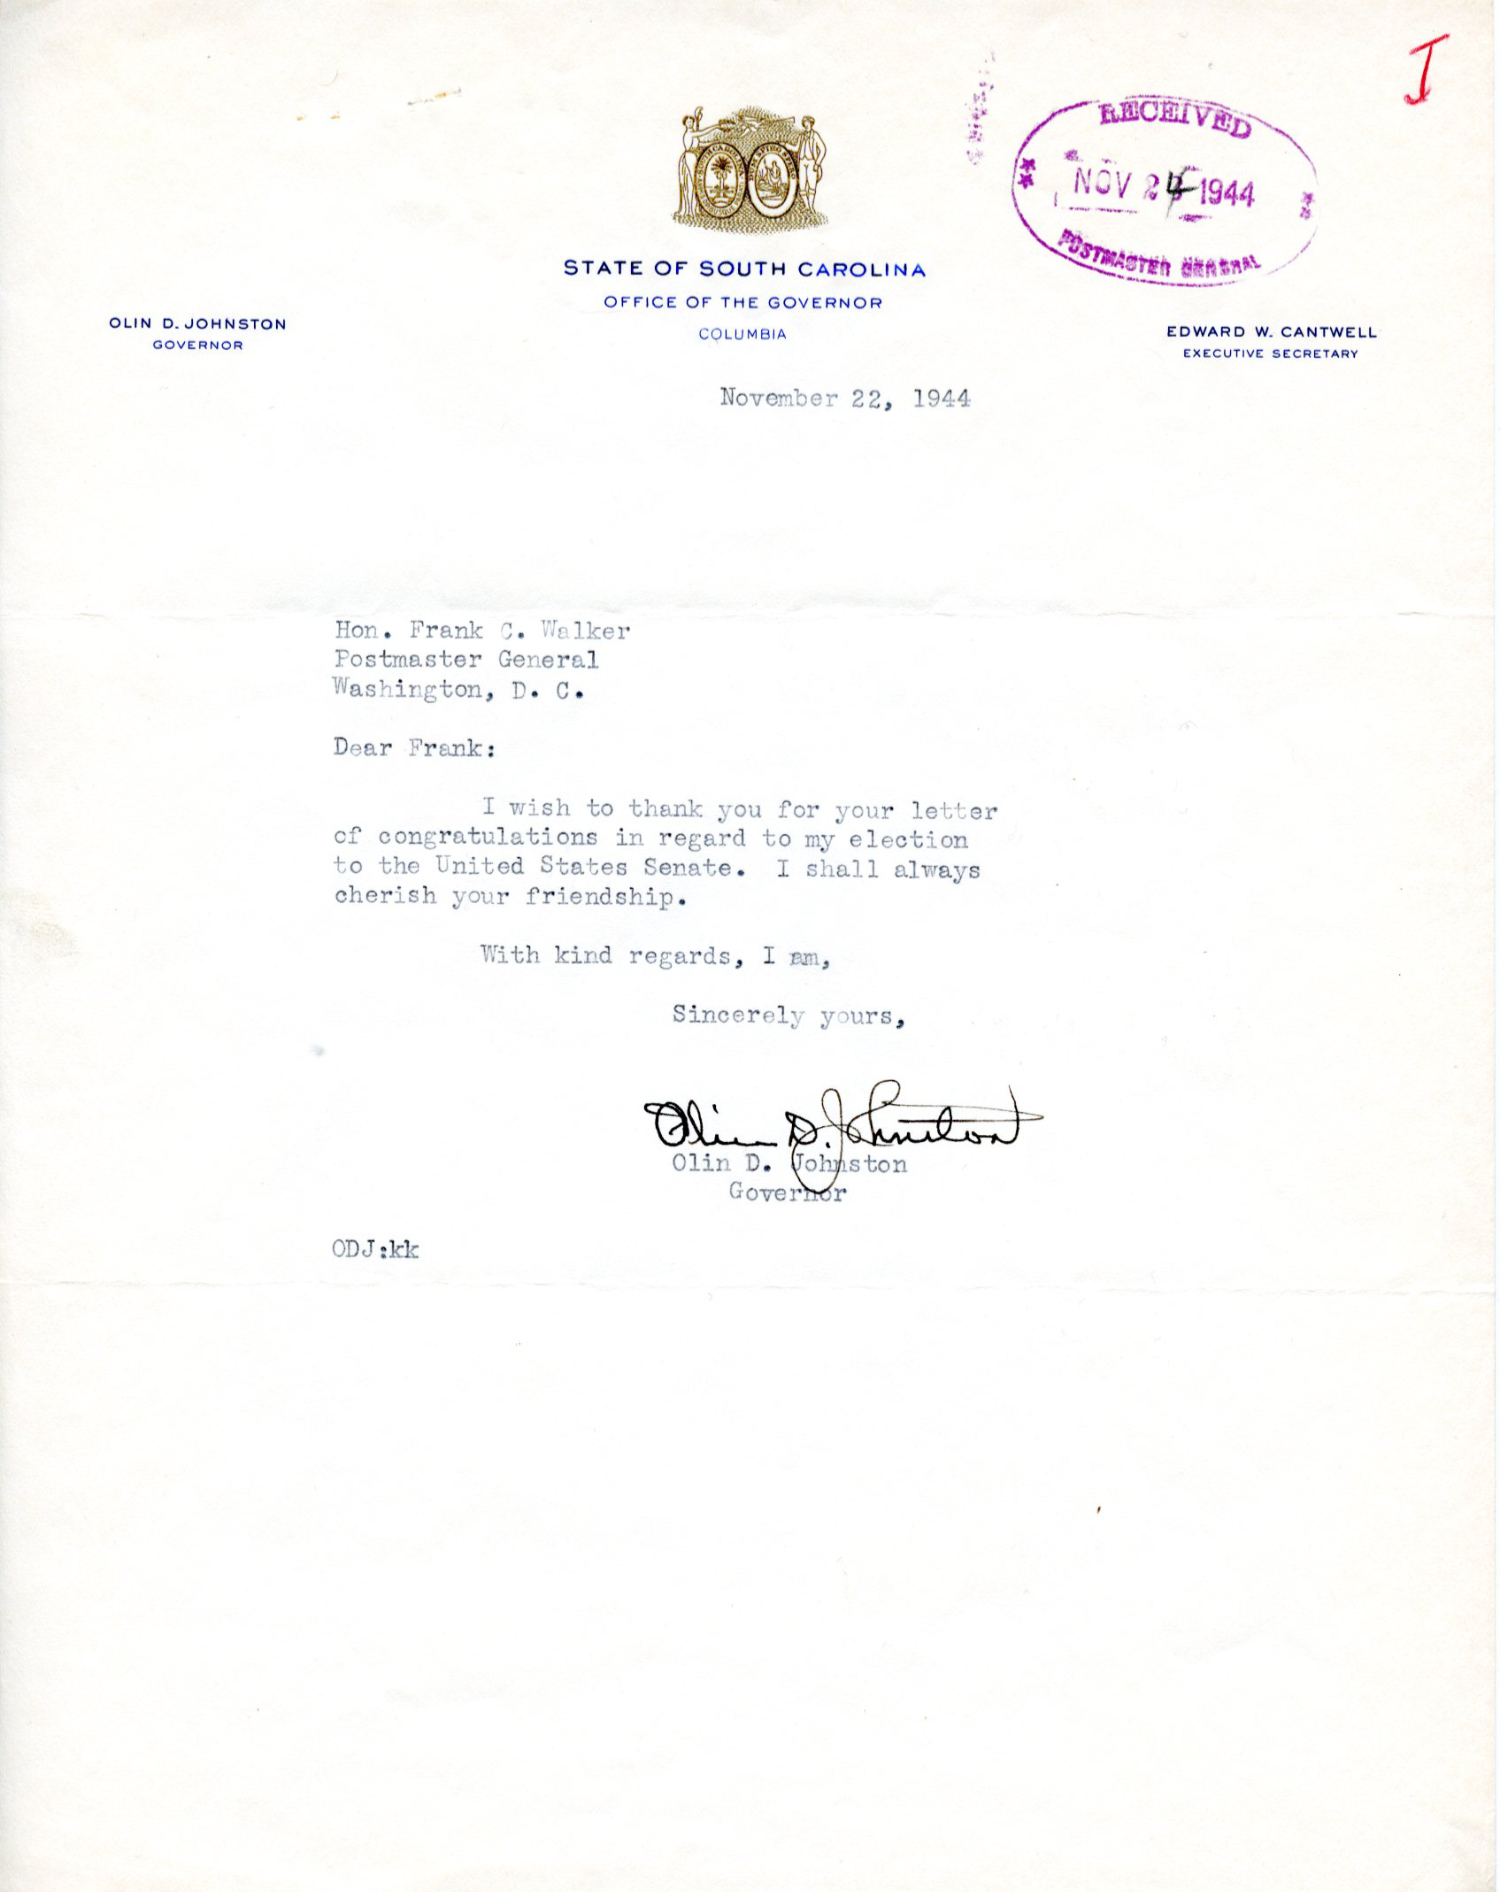 J
RECEIVED
NOV 24 1944
POSTMASTER GENERAL
STATE OF SOUTH CAROLINA
OFFICE OF THE GOVERNOR
COLUMBIA
OLIN D. JOHNSTON
GOVERNOR
EDWARD W. CANTWELL
EXECUTIVE SECRETARY
November 22, 1944
Hon. Frank C. Walker
Postmaster General
Washington, D. C.
Dear Frank:
I wish to thank you for your letter
of congratulations in regard to my election
to the United States Senate. I shall always
cherish your friendship.
With kind regards, I am,
Sincerely yours,
Olin D. Johnston
Olin D. Johnston
Governor
ODJ:kk